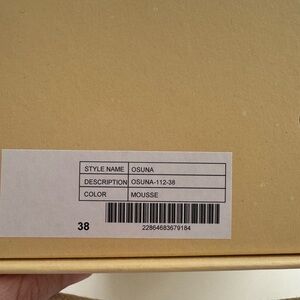 STYLE NAME OSUNA
DESCRIPTION OSUNA-112-38
COLOR MOUSSE
38
22864683679184